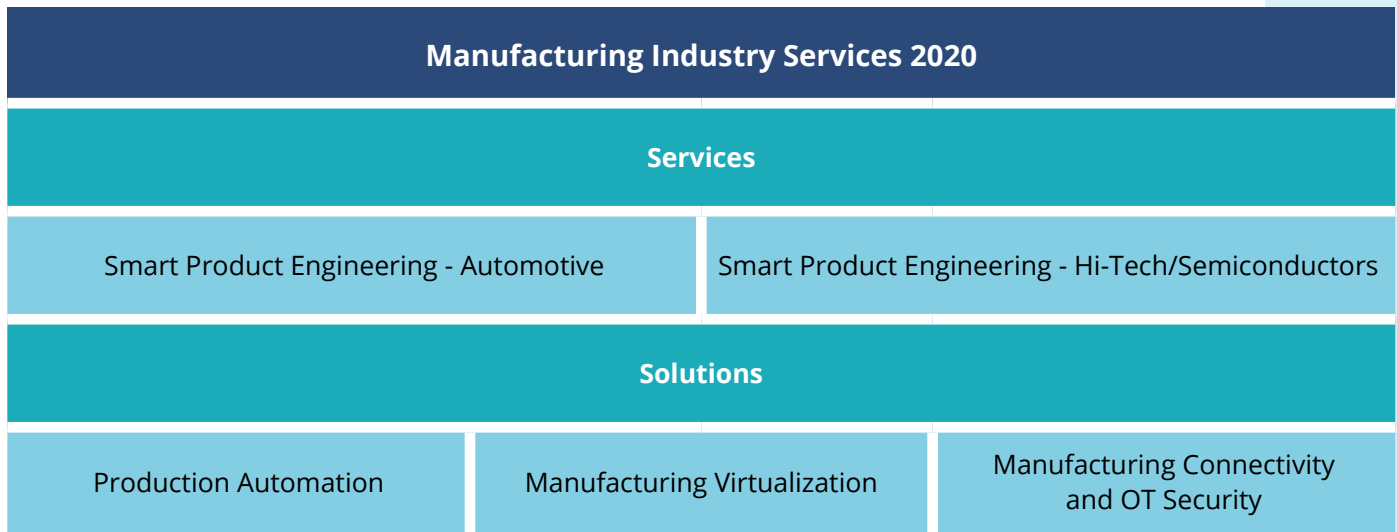 Manufacturing Industry Services 2020
Services
Smart Product Engineering - Automotive
Smart Product Engineering - Hi-Tech/Semiconductors
Solutions
Production Automation
Manufacturing Virtualization
Manufacturing Connectivity
and OT Security